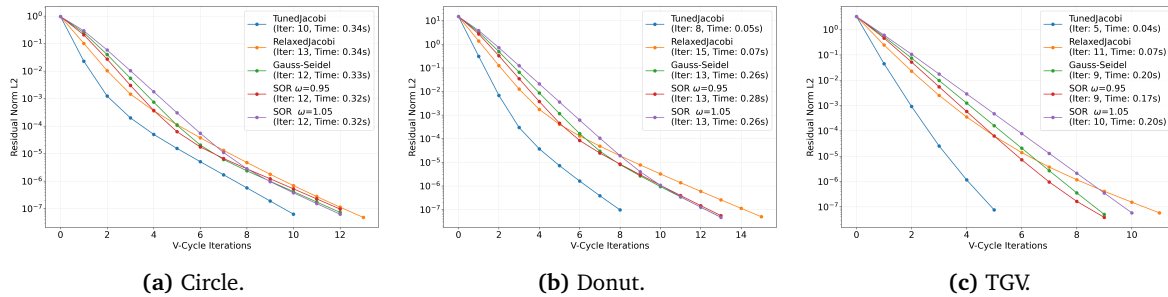 Residual Norm L2
10⁰
10⁻¹
10⁻²
10⁻³
10⁻⁴
10⁻⁵
10⁻⁶
10⁻⁷
0 2 4 6 8 10 12
V-Cycle Iterations
TunedJacobi
(Iter: 10, Time: 0.34s)
RelaxedJacobi
(Iter: 13, Time: 0.34s)
Gauss-Seidel
(Iter: 12, Time: 0.33s)
SOR ω=0.95
(Iter: 12, Time: 0.32s)
SOR ω=1.05
(Iter: 12, Time: 0.32s)
(a) Circle.
Residual Norm L2
10¹
10⁰
10⁻¹
10⁻²
10⁻³
10⁻⁴
10⁻⁵
10⁻⁶
10⁻⁷
0 2 4 6 8 10 12 14
V-Cycle Iterations
TunedJacobi
(Iter: 8, Time: 0.05s)
RelaxedJacobi
(Iter: 15, Time: 0.07s)
Gauss-Seidel
(Iter: 13, Time: 0.26s)
SOR ω=0.95
(Iter: 13, Time: 0.28s)
SOR ω=1.05
(Iter: 13, Time: 0.26s)
(b) Donut.
Residual Norm L2
10⁰
10⁻¹
10⁻²
10⁻³
10⁻⁴
10⁻⁵
10⁻⁶
10⁻⁷
0 2 4 6 8 10
V-Cycle Iterations
TunedJacobi
(Iter: 5, Time: 0.04s)
RelaxedJacobi
(Iter: 11, Time: 0.07s)
Gauss-Seidel
(Iter: 9, Time: 0.20s)
SOR ω=0.95
(Iter: 9, Time: 0.17s)
SOR ω=1.05
(Iter: 10, Time: 0.20s)
(c) TGV.